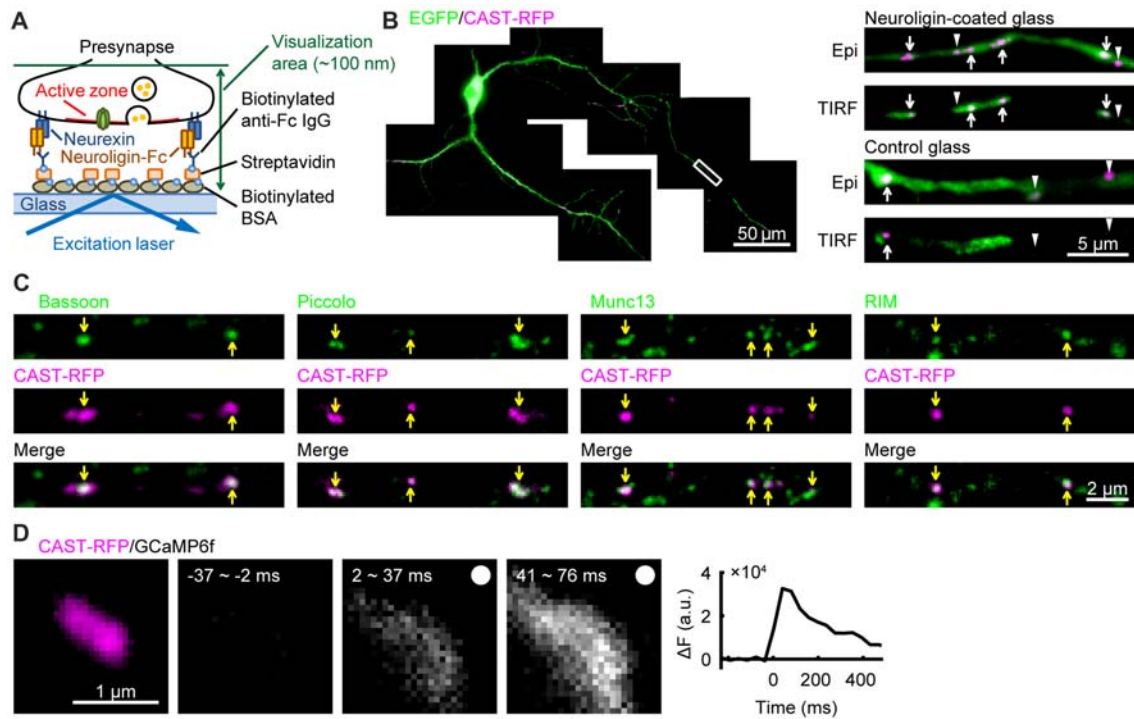 A
Presynapse
Visualization
area (~100 nm)
Active zone
Biotinylated
anti-Fc IgG
Neurexin
Neuroligin-Fc
Streptavidin
Glass
Biotinylated
BSA
Excitation laser
B
EGFP/CAST-RFP
50 µm
Neuroligin-coated glass
Epi
TIRF
Control glass
Epi
TIRF
5 µm
C
Bassoon
Piccolo
Munc13
RIM
CAST-RFP
CAST-RFP
CAST-RFP
CAST-RFP
Merge
Merge
Merge
Merge
2 µm
D
CAST-RFP/GCaMP6f
-37 ~ -2 ms
2 ~ 37 ms
41 ~ 76 ms
1 µm
×10⁴
4
2
0
ΔF (a.u.)
0 200 400
Time (ms)